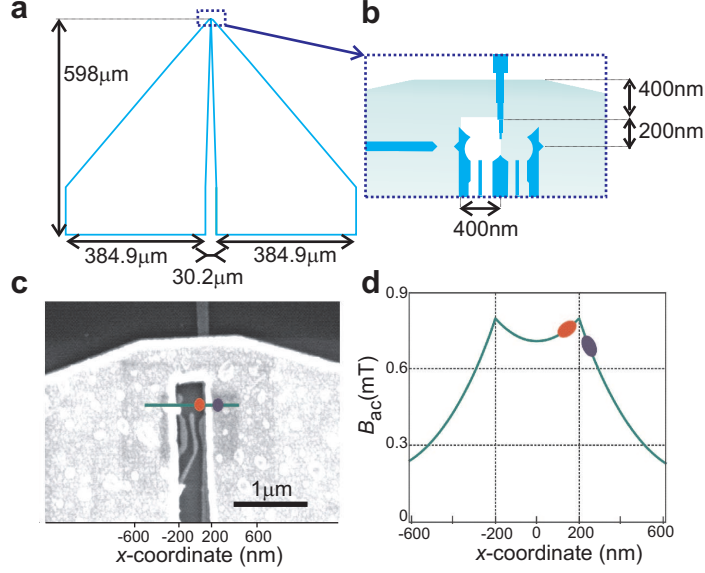 a
598μm
384.9μm
384.9μm
30.2μm
b
400nm
200nm
400nm
c
1μm
-600
-200
200
600
x-coordinate (nm)
d
0.9
0.6
0.3
0
Bac(mT)
-600
-200
0
200
600
x-coordinate (nm)